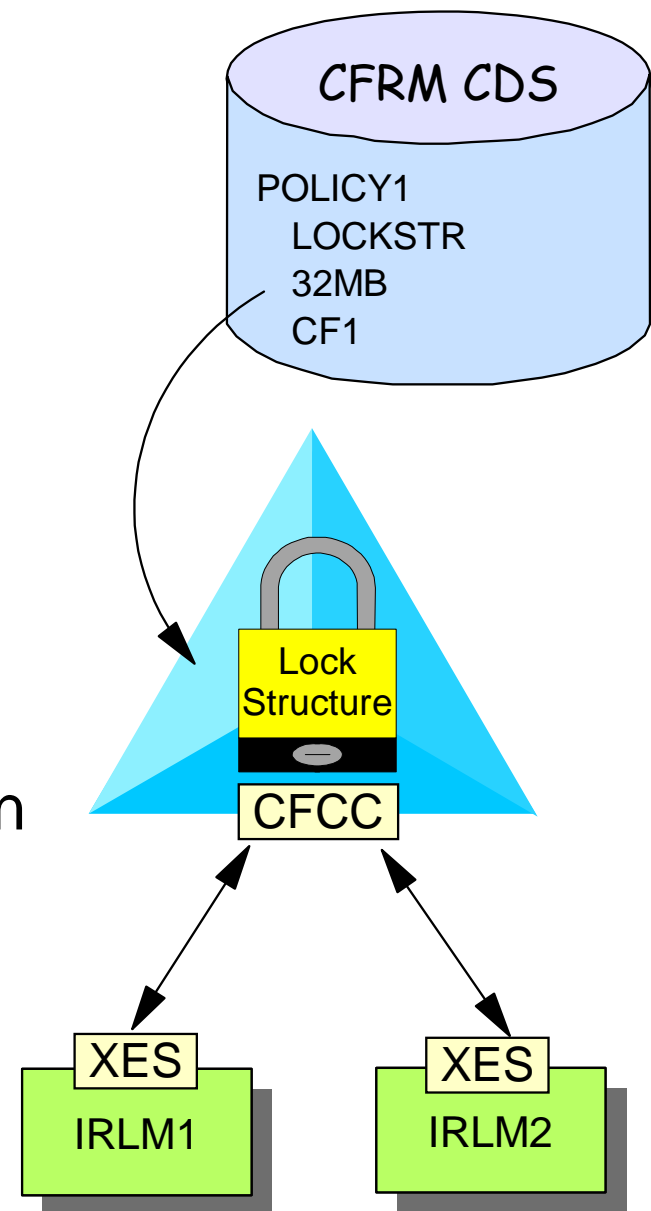 CFRM CDS
POLICY1
LOCKSTR
32MB
CF1
Lock
Structure
CFCC
XES
IRLM1
XES
IRLM2